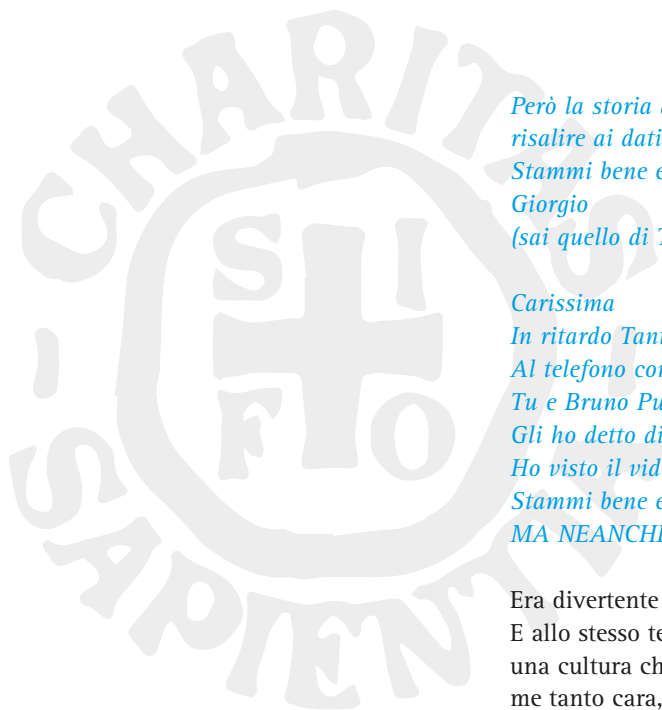 CHARITAS - SAPIENTIA -
S I
F O
Però la storia
risalire ai dati
Stammi bene e
Giorgio
(sai quello di
Carissima
In ritardo
Al telefono
Tu e Bruno
Gli ho detto di
Ho visto il
Stammi bene e
MA
Era divertente
E allo stesso
una cultura
me tanto cara,